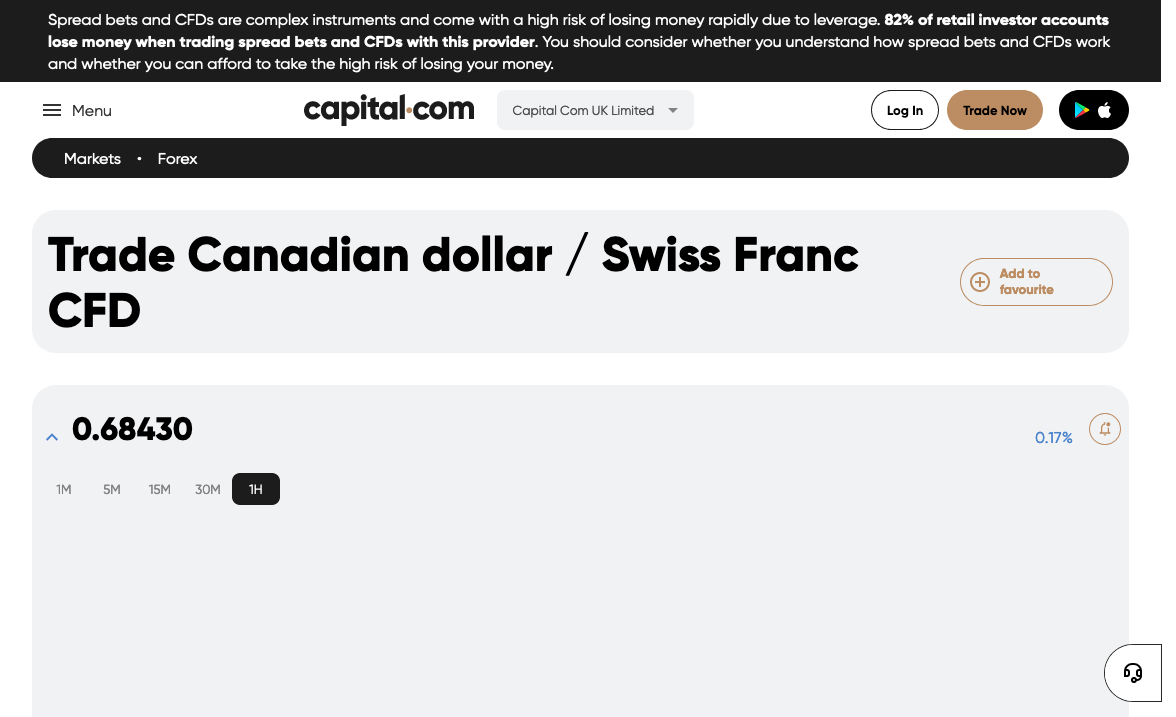 Spread bets and CFDs are complex instruments and come with a high risk of losing money rapidly due to leverage. 82% of retail investor accounts
lose money when trading spread bets and CFDs with this provider. You should consider whether you understand how spread bets and CFDs work
and whether you can afford to take the high risk of losing your money.
Menu
capital.com
Capital Com UK Limited
Log In
Trade Now
Markets • Forex
Trade Canadian dollar / Swiss Franc
CFD
Add to
favourite
0.68430
0.17%
1M 5M 15M 30M 1H